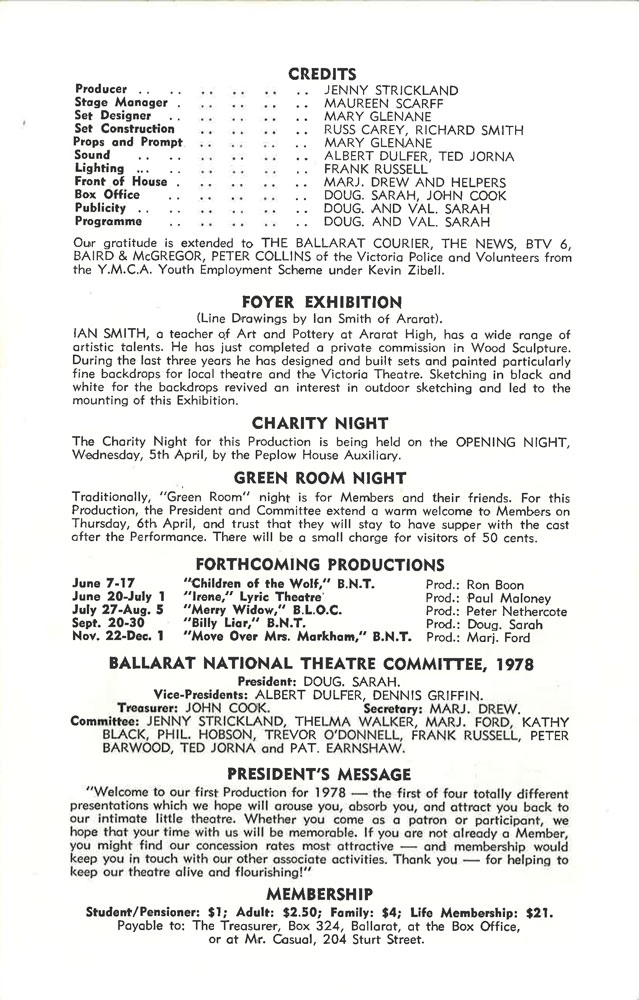 CREDITS
Producer .. .. .. .. .. .. JENNY STRICKLAND
Stage Manager . .. .. .. .. MAUREEN SCARFF
Set Designer .. .. .. .. .. MARY GLENANE
Set Construction .. .. .. .. RUSS CAREY, RICHARD SMITH
Props and Prompt .. .. .. .. MARY GLENANE
Sound .. .. .. .. .. .. ALBERT DULFER, TED JORNA
Lighting ... .. .. .. .. .. FRANK RUSSELL
Front of House . .. .. .. .. MARJ. DREW AND HELPERS
Box Office .. .. .. .. .. DOUG. SARAH, JOHN COOK
Publicity .. .. .. .. .. .. DOUG. AND VAL. SARAH
Programme .. .. .. .. .. DOUG. AND VAL. SARAH
Our gratitude is extended to THE BALLARAT COURIER, THE NEWS, BTV 6,
BAIRD & McGREGOR, PETER COLLINS of the Victoria Police and Volunteers from
the Y.M.C.A. Youth Employment Scheme under Kevin Zibell.
FOYER EXHIBITION
(Line Drawings by Ian Smith of Ararat).
IAN SMITH, a teacher of Art and Pottery at Ararat High, has a wide range of
artistic talents. He has just completed a private commission in Wood Sculpture.
During the last three years he has designed and built sets and painted particularly
fine backdrops for local theatre and the Victoria Theatre. Sketching in black and
white for the backdrops revived an interest in outdoor sketching and led to the
mounting of this Exhibition.
CHARITY NIGHT
The Charity Night for this Production is being held on the OPENING NIGHT,
Wednesday, 5th April, by the Peplow House Auxiliary.
GREEN ROOM NIGHT
Traditionally, "Green Room" night is for Members and their friends. For this
Production, the President and Committee extend a warm welcome to Members on
Thursday, 6th April, and trust that they will stay to have supper with the cast
after the Performance. There will be a small charge for visitors of 50 cents.
FORTHCOMING PRODUCTIONS
June 7-17 "Children of the Wolf," B.N.T. Prod.: Ron Boon
June 20-July 1 "Irene," Lyric Theatre Prod.: Paul Maloney
July 27-Aug. 5 "Merry Widow," B.L.O.C. Prod.: Peter Nethercote
Sept. 20-30 "Billy Liar," B.N.T. Prod.: Doug. Sarah
Nov. 22-Dec. 1 "Move Over Mrs. Markham," B.N.T. Prod.: Marj. Ford
BALLARAT NATIONAL THEATRE COMMITTEE, 1978
President: DOUG. SARAH.
Vice-Presidents: ALBERT DULFER, DENNIS GRIFFIN.
Treasurer: JOHN COOK. Secretary: MARJ. DREW.
Committee: JENNY STRICKLAND, THELMA WALKER, MARJ. FORD, KATHY
BLACK, PHIL. HOBSON, TREVOR O'DONNELL, FRANK RUSSELL, PETER
BARWOOD, TED JORNA and PAT. EARNSHAW.
PRESIDENT'S MESSAGE
"Welcome to our first Production for 1978 — the first of four totally different
presentations which we hope will arouse you, absorb you, and attract you back to
our intimate little theatre. Whether you come as a patron or participant, we
hope that your time with us will be memorable. If you are not already a Member,
you might find our concession rates most attractive — and membership would
keep you in touch with our other associate activities. Thank you — for helping to
keep our theatre alive and flourishing!"
MEMBERSHIP
Student/Pensioner: $1; Adult: $2.50; Family: $4; Life Membership: $21.
Payable to: The Treasurer, Box 324, Ballarat, at the Box Office,
or at Mr. Casual, 204 Sturt Street.